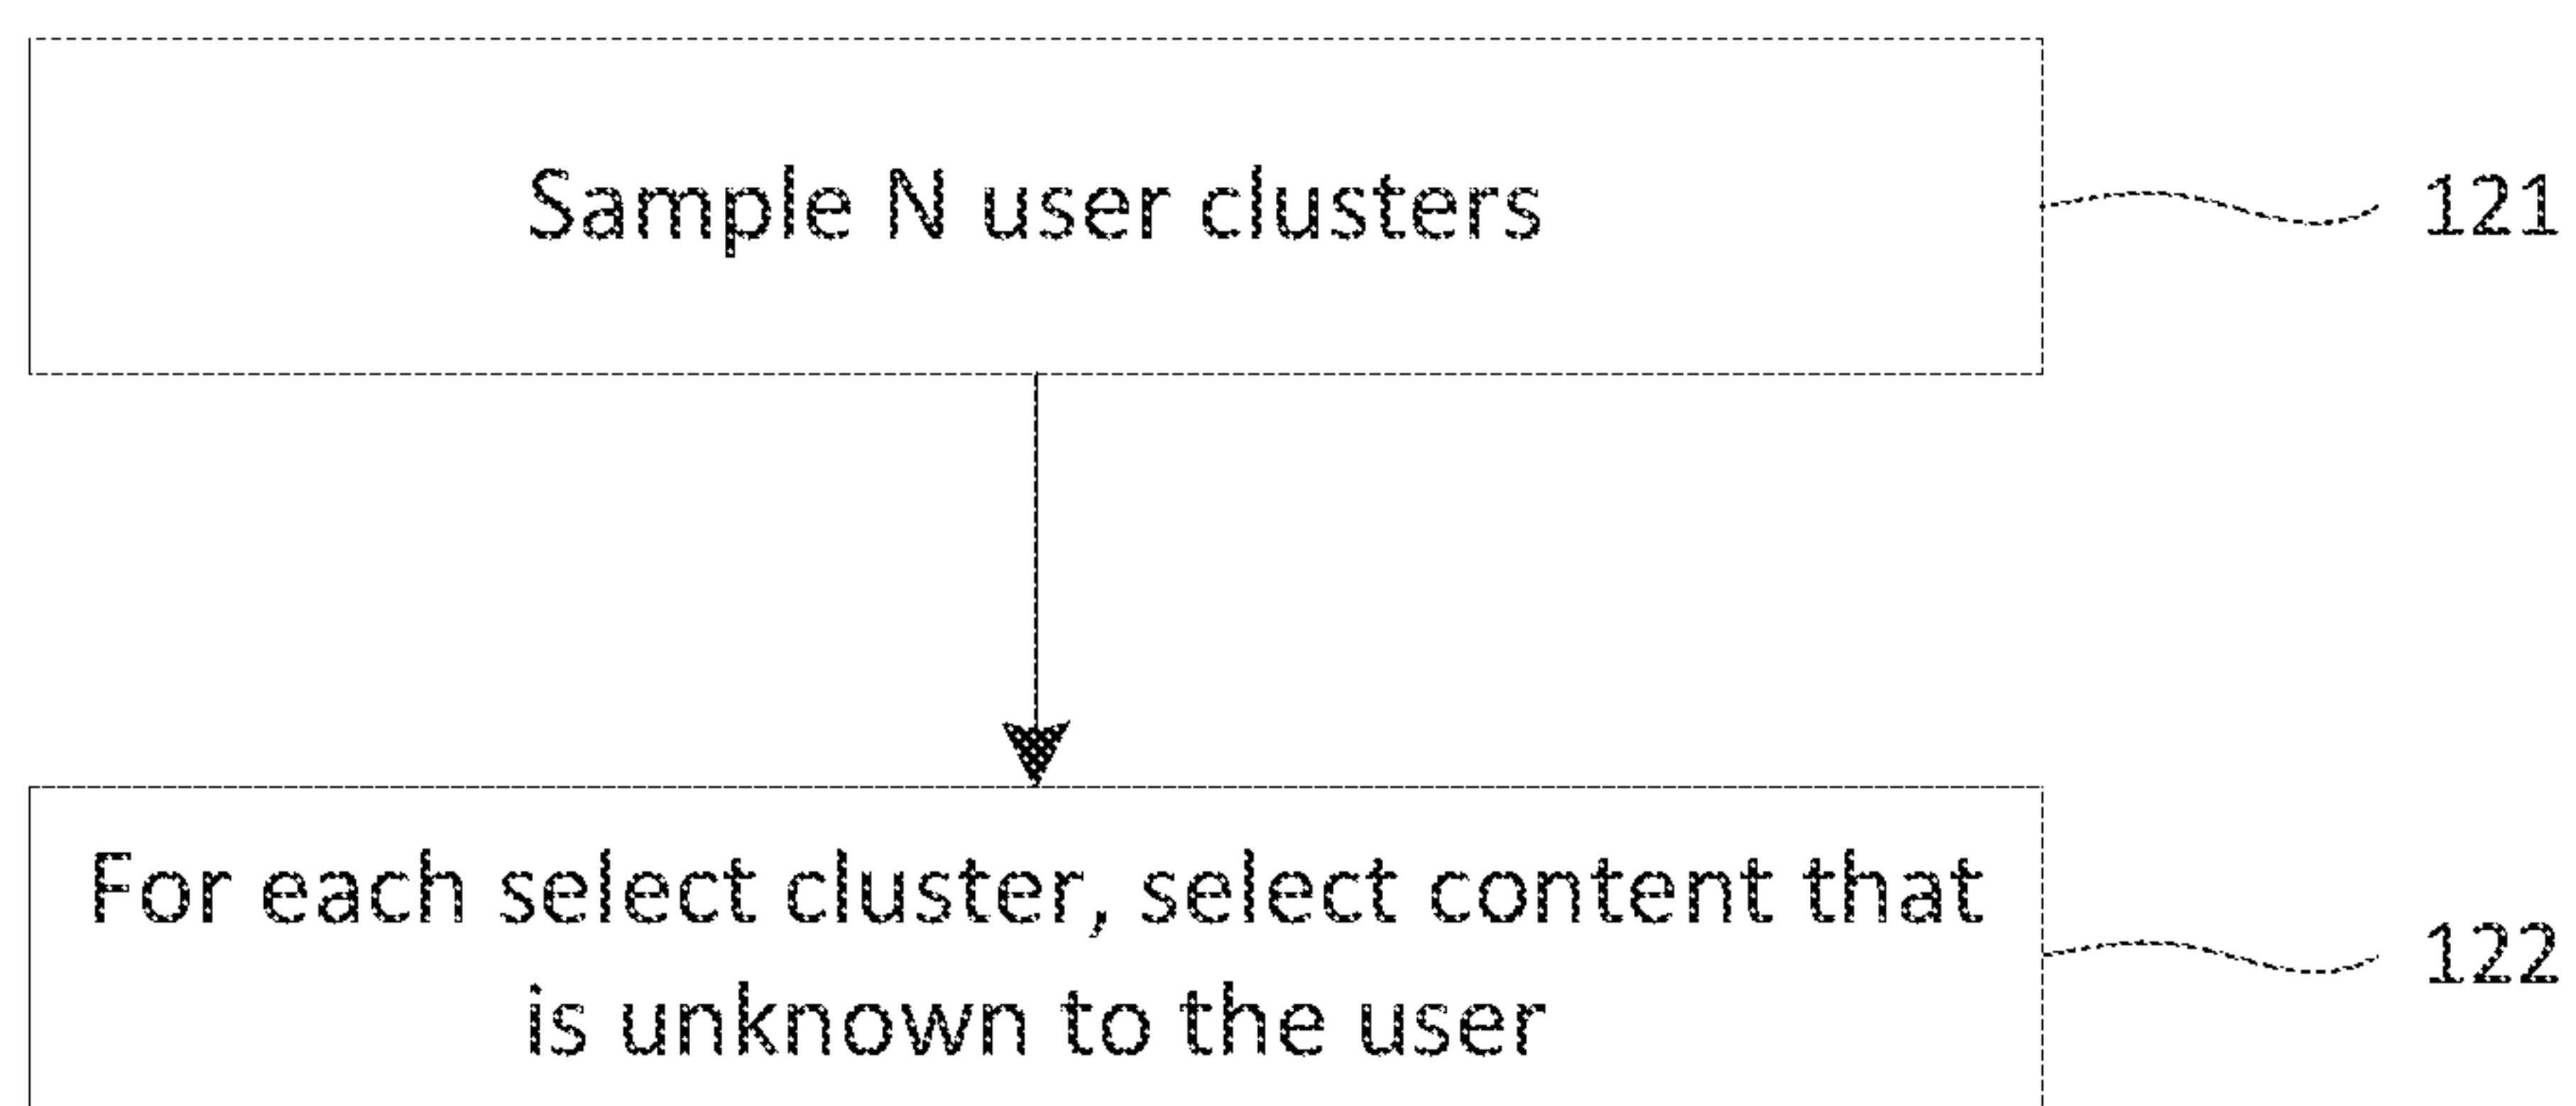 Sample N user clusters
121
For each select cluster, select content that
is unknown to the user
122